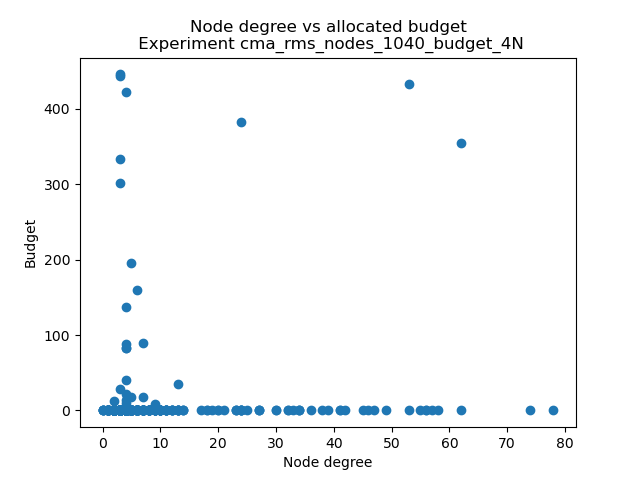 Node degree vs allocated budget
Experiment cma_rms_nodes_1040_budget_4N
400
300
200
100
0
Budget
0 10 20 30 40 50 60 70 80
Node degree